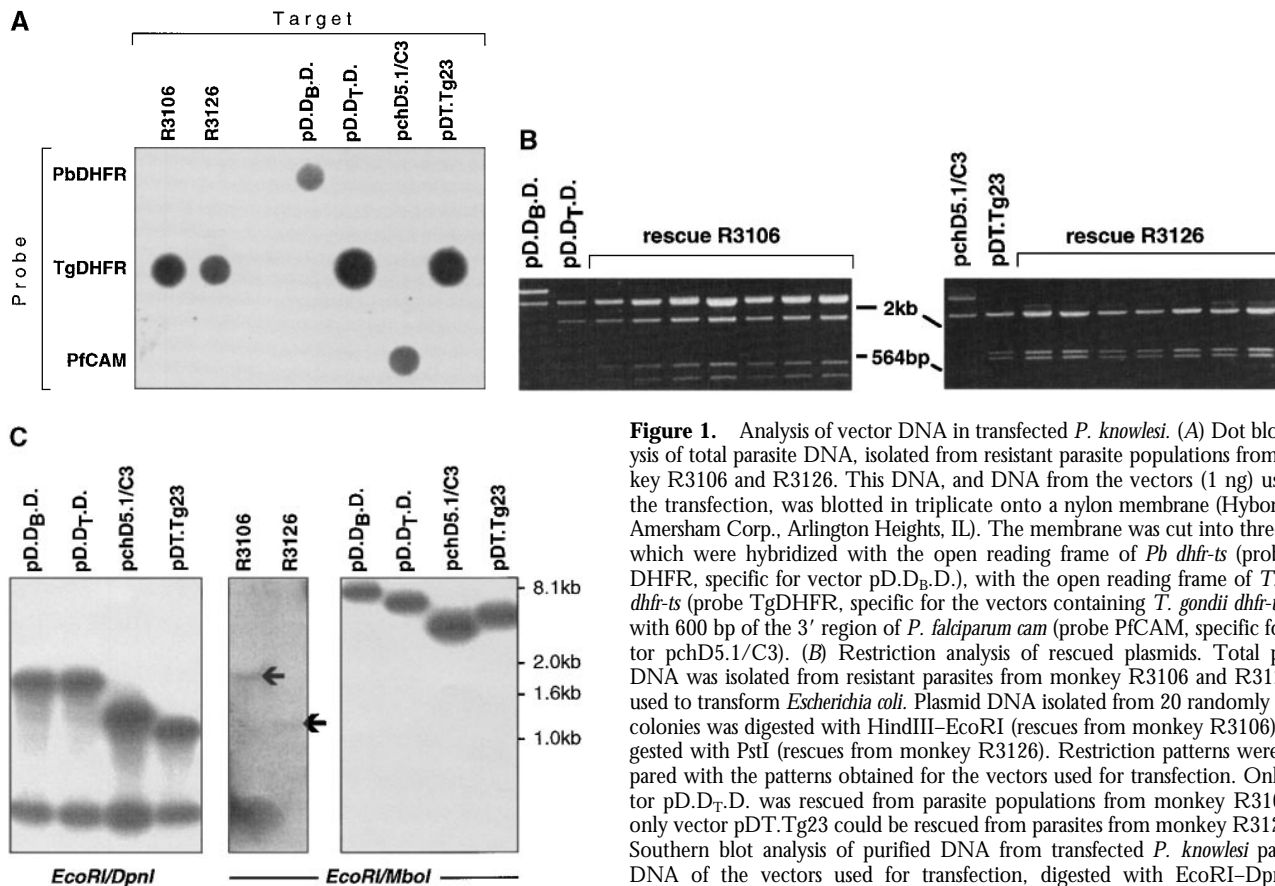 A
Target
R3106
R3126
pD.DB.D.
pD.DT.D.
pchD5.1/C3
pDT.Tg23
Probe
PbDHFR
TgDHFR
PfCAM
B
pD.DB.D.
pD.DT.D.
rescue R3106
2kb
564bp
pchD5.1/C3
pDT.Tg23
rescue R3126
C
pD.DB.D.
pD.DT.D.
pchD5.1/C3
pDT.Tg23
R3106
R3126
pD.DB.D.
pD.DT.D.
pchD5.1/C3
pDT.Tg23
8.1kb
2.0kb
1.6kb
1.0kb
EcoRI/DpnI
EcoRI/MboI
Figure 1. Analysis of vector DNA in transfected P. knowlesi. (A) Dot blo
ysis of total parasite DNA, isolated from resistant parasite populations from
key R3106 and R3126. This DNA, and DNA from the vectors (1 ng) us
the transfection, was blotted in triplicate onto a nylon membrane (Hybon
Amersham Corp., Arlington Heights, IL). The membrane was cut into thre
which were hybridized with the open reading frame of Pb dhfr-ts (prob
DHFR, specific for vector pD.DB.D.), with the open reading frame of T.
dhfr-ts (probe TgDHFR, specific for the vectors containing T. gondii dhfr-t
with 600 bp of the 3′ region of P. falciparum cam (probe PfCAM, specific fo
tor pchD5.1/C3). (B) Restriction analysis of rescued plasmids. Total p
DNA was isolated from resistant parasites from monkey R3106 and R31
used to transform Escherichia coli. Plasmid DNA isolated from 20 randomly
colonies was digested with HindIII–EcoRI (rescues from monkey R3106)
gested with PstI (rescues from monkey R3126). Restriction patterns were
pared with the patterns obtained for the vectors used for transfection. Onl
tor pD.DT.D. was rescued from parasite populations from monkey R310
only vector pDT.Tg23 could be rescued from parasites from monkey R312
Southern blot analysis of purified DNA from transfected P. knowlesi pa
DNA of the vectors used for transfection, digested with EcoRI–Dpn